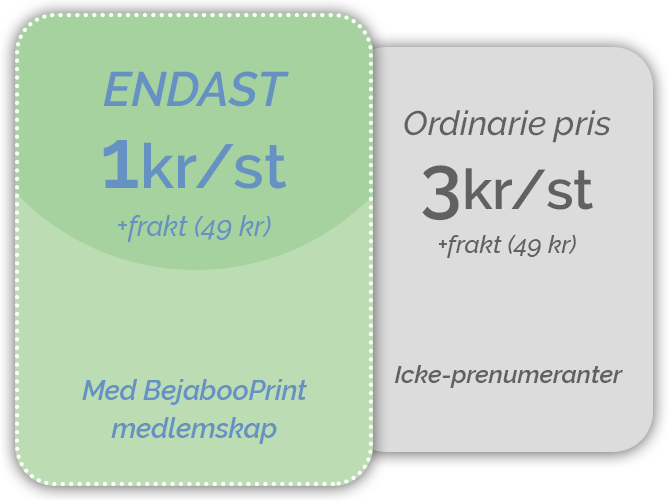 ENDAST
1kr/st
+frakt (49 kr)
Med BejabooPrint
medlemskap
Ordinarie pris
3kr/st
+frakt (49 kr)
Icke-prenumeranter